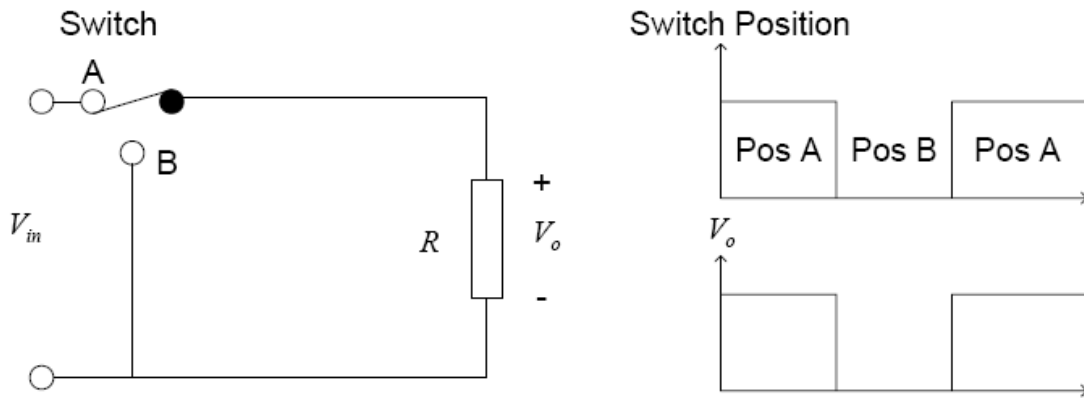 Switch
A
B
V_in
R
+
V_o
-
Switch Position
Pos A Pos B Pos A
V_o